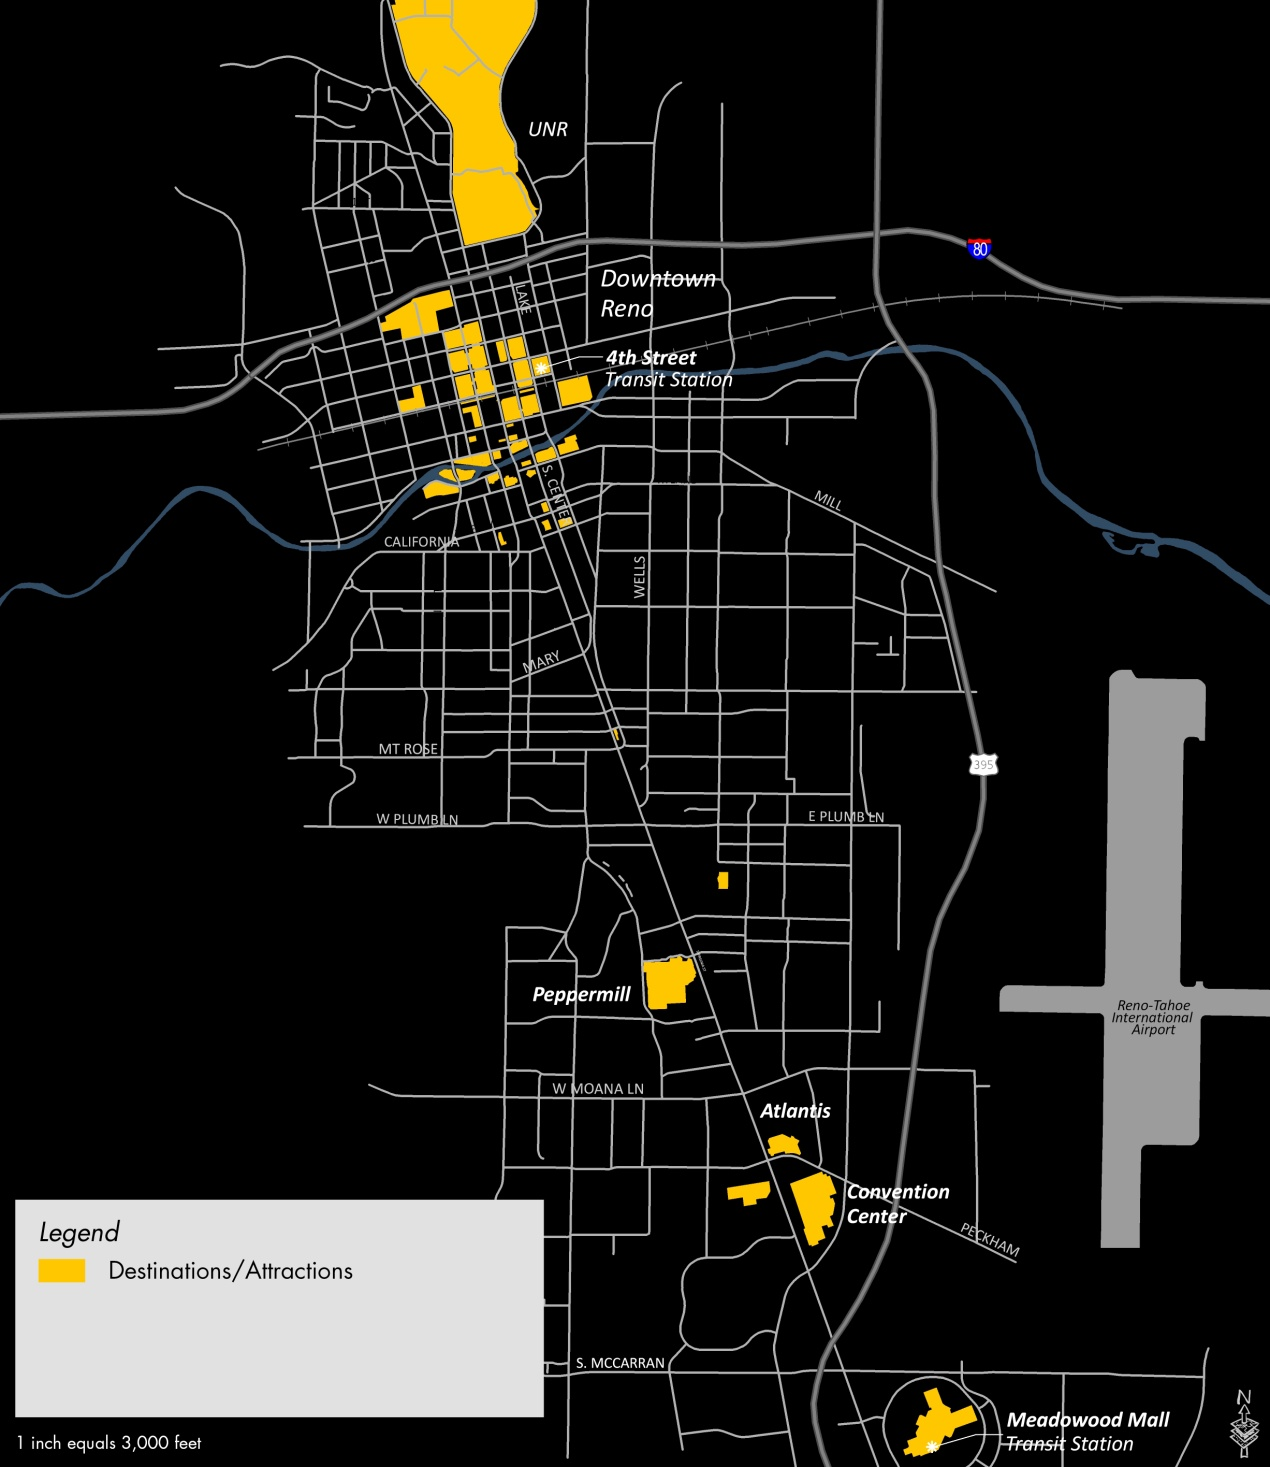 UNR
80
Downtown
Reno
LAKE
4th Street
Transit Station
S. CENTE
MILL
CALIFORNIA
WELLS
MARY
MT ROSE
395
W PLUMB LN
E PLUMB LN
Peppermill
Reno-Tahoe
International
Airport
W MOANA LN
Atlantis
Convention
Center
PECKHAM
Legend
Destinations/Attractions
S. MCCARRAN
Meadowood Mall
Transit Station
N
1 inch equals 3,000 feet